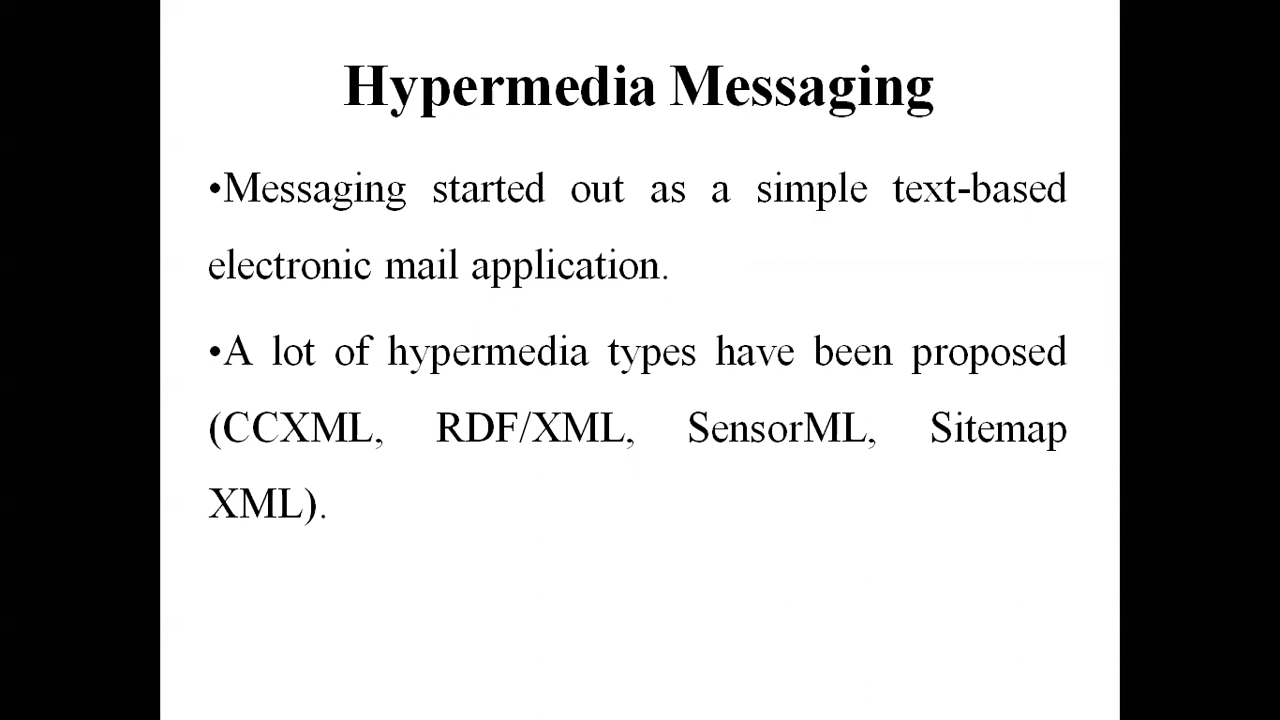 Hypermedia Messaging
•Messaging started out as a simple text-based
electronic mail application.
•A lot of hypermedia types have been proposed
(CCXML, RDF/XML, SensorML, Sitemap
XML).